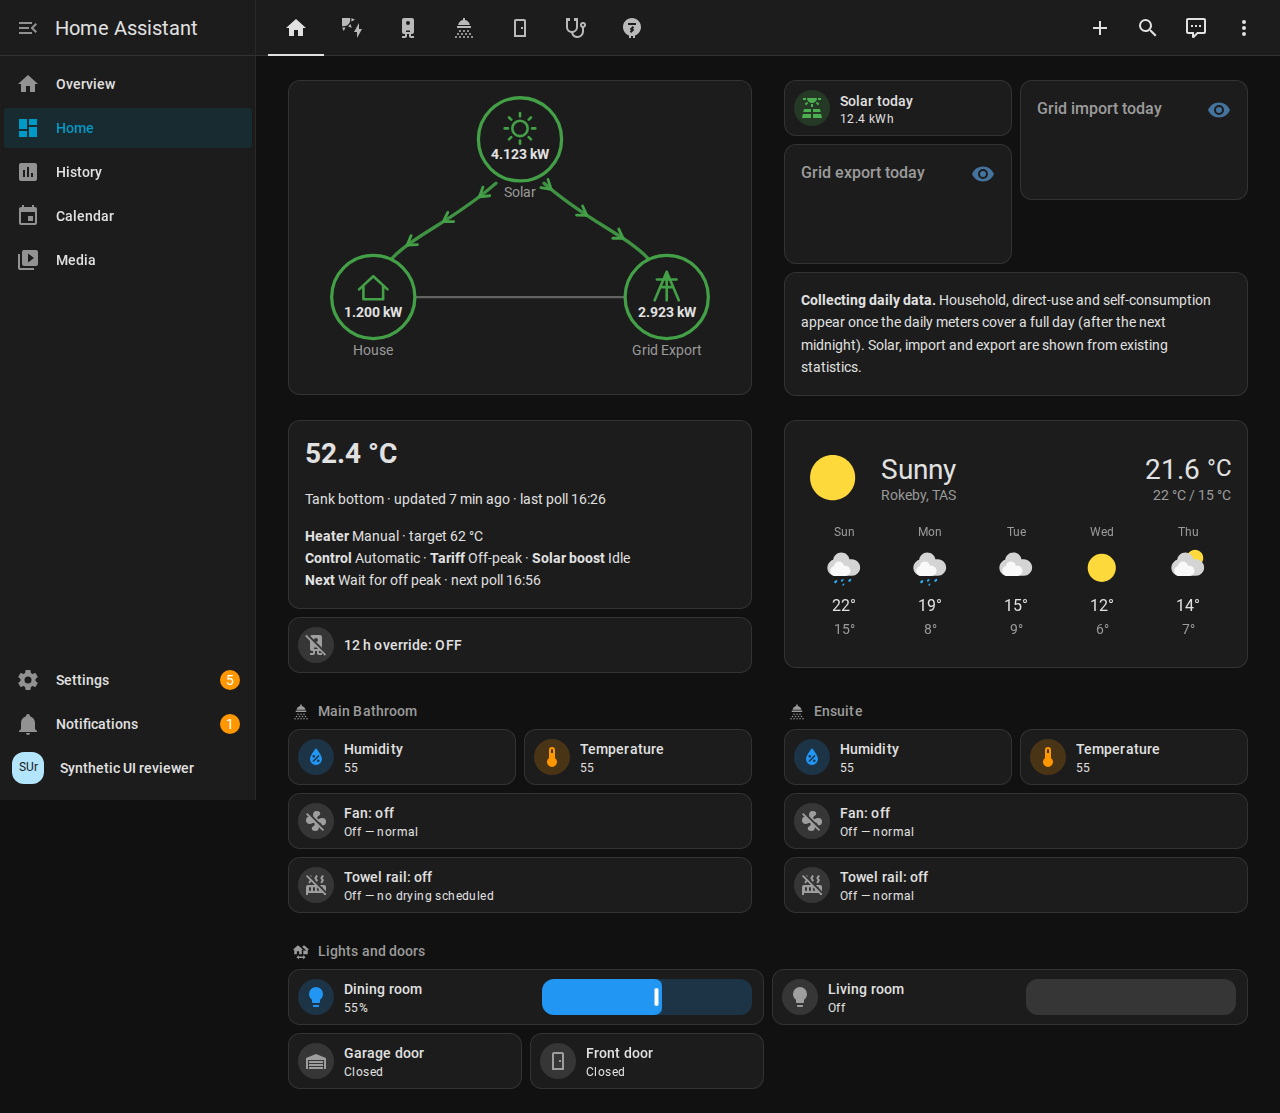 Home Assistant
Overview
Home
History
Calendar
Media
Settings
5
Notifications
1
SUr
Synthetic UI reviewer
4.123 kW
Solar
1.200 kW
House
2.923 kW
Grid Export
Solar today
12.4 kWh
Grid import today
Grid export today
Collecting daily data. Household, direct-use and self-consumption
appear once the daily meters cover a full day (after the next
midnight). Solar, import and export are shown from existing
statistics.
52.4 °C
Tank bottom · updated 7 min ago · last poll 16:26
Heater Manual · target 62 °C
Control Automatic · Tariff Off-peak · Solar boost Idle
Next Wait for off peak · next poll 16:56
12 h override: OFF
Sunny
Rokeby, TAS
21.6 °C
22 °C / 15 °C
Sun Mon Tue Wed Thu
22° 19° 15° 12° 14°
15° 8° 9° 6° 7°
Main Bathroom
Humidity
55
Temperature
55
Fan: off
Off – normal
Towel rail: off
Off – no drying scheduled
Ensuite
Humidity
55
Temperature
55
Fan: off
Off – normal
Towel rail: off
Off – normal
Lights and doors
Dining room
55%
Living room
Off
Garage door
Closed
Front door
Closed